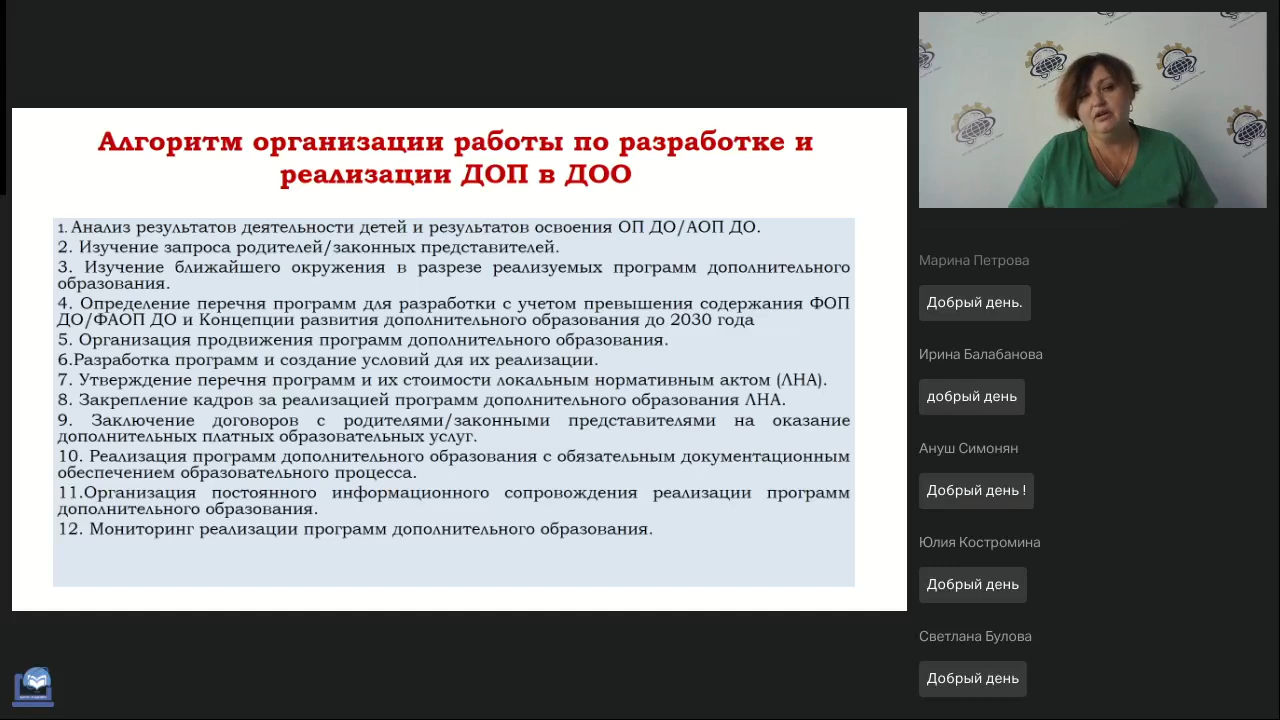 Алгоритм организации работы по разработке и
реализации ДОП в ДОО
1. Анализ результатов деятельности детей и результатов освоения ОП ДО/АОП ДО.
2. Изучение запроса родителей/законных представителей.
3. Изучение ближайшего окружения в разрезе реализуемых программ дополнительного
образования.
4. Определение перечня программ для разработки с учетом превышения содержания ФОП
ДО/ФАОП ДО и Концепции развития дополнительного образования до 2030 года
5. Организация продвижения программ дополнительного образования.
6.Разработка программ и создание условий для их реализации.
7. Утверждение перечня программ и их стоимости локальным нормативным актом (ЛНА).
8. Закрепление кадров за реализацией программ дополнительного образования ЛНА.
9. Заключение договоров с родителями/законными представителями на оказание
дополнительных платных образовательных услуг.
10. Реализация программ дополнительного образования с обязательным документационным
обеспечением образовательного процесса.
11.Организация постоянного информационного сопровождения реализации программ
дополнительного образования.
12. Мониторинг реализации программ дополнительного образования.
Марина Петрова
Добрый день.
Ирина Балабанова
добрый день
Ануш Симонян
Добрый день !
Юлия Костромина
Добрый день
Светлана Булова
Добрый день